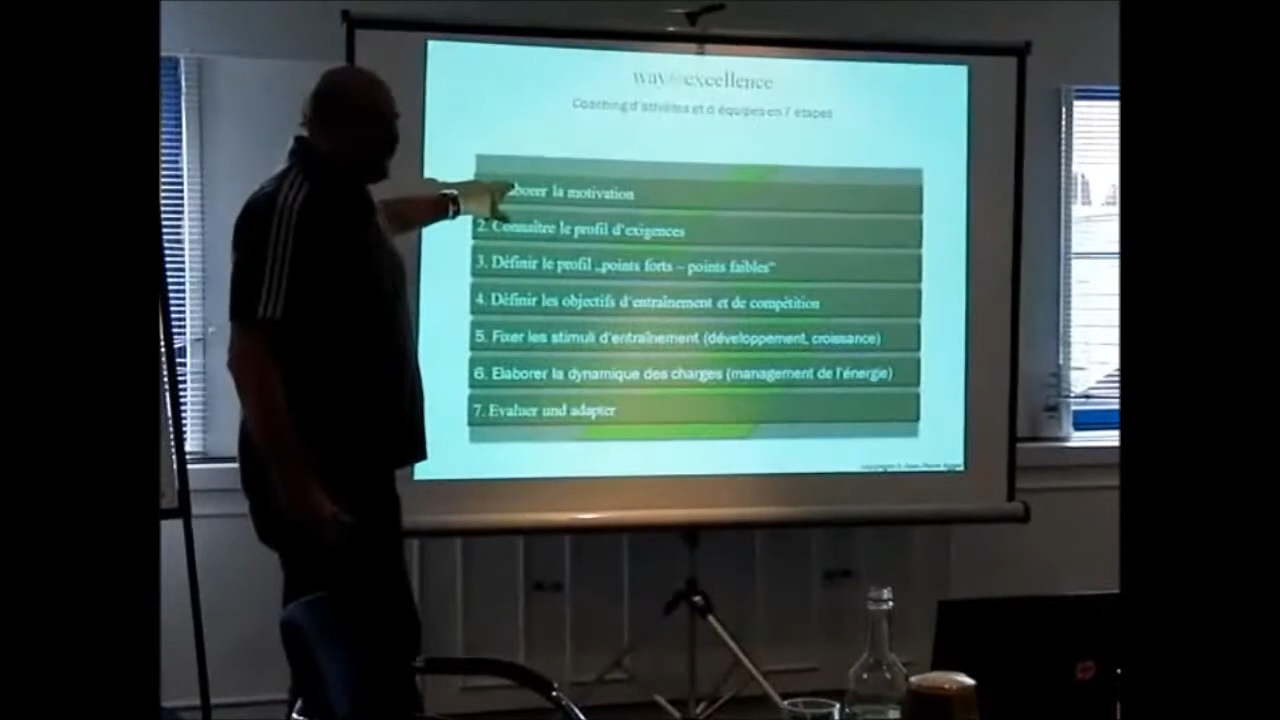 way to excellence
Coaching d'athlètes et d'équipes en 7 étapes
borer la motivation
2. Connaître le profil d'exigences
3. Définir le profil „points forts – points faibles"
4. Définir les objectifs d'entraînement et de compétition
5. Fixer les stimuli d'entraînement (développement, croissance)
6. Elaborer la dynamique des charges (management de l'énergie)
7. Evaluer und adapter
hp